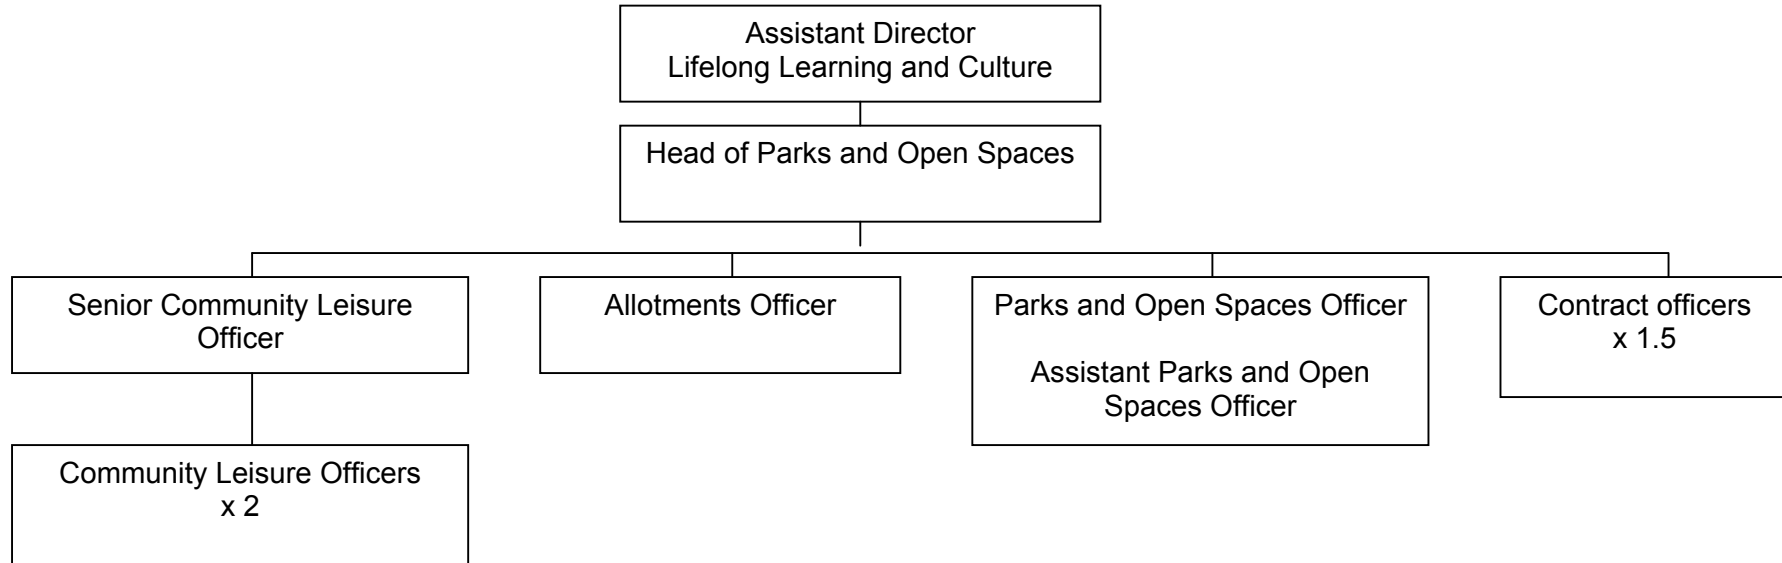 Assistant Director
Lifelong Learning and Culture
Head of Parks and Open Spaces
Senior Community Leisure
Officer
Allotments Officer
Parks and Open Spaces Officer
Assistant Parks and Open
Spaces Officer
Contract officers
x 1.5
Community Leisure Officers
x 2